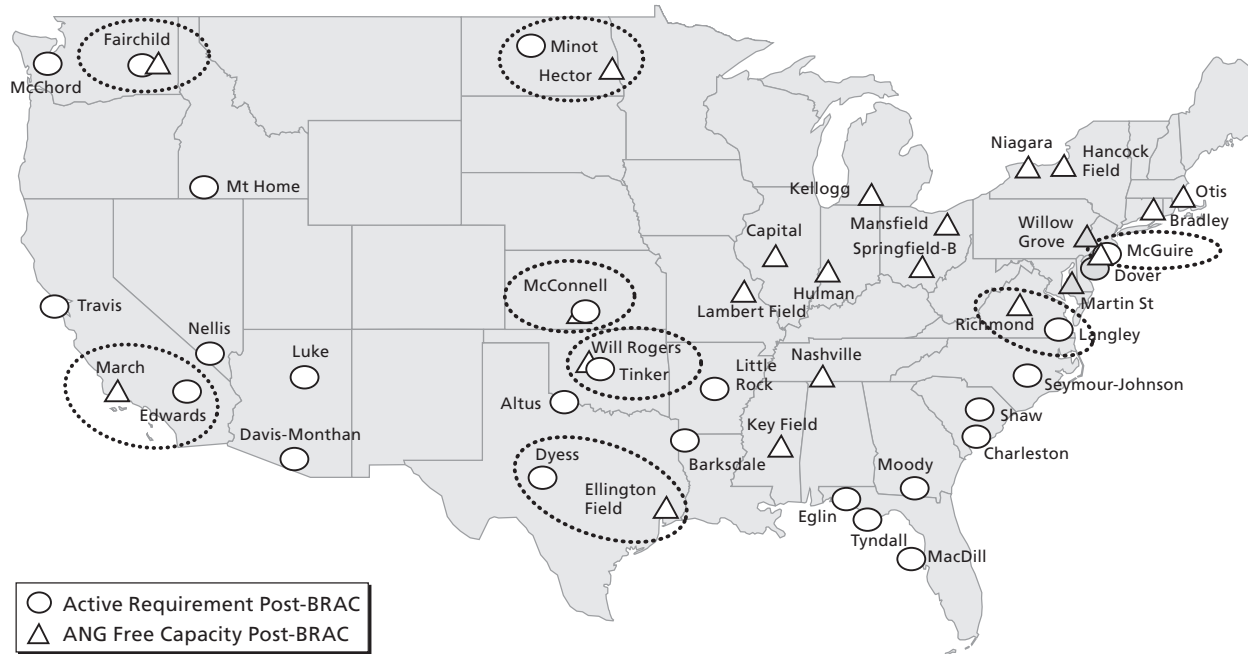 Fairchild
McChord
Minot
Hector
Mt Home
Niagara
Hancock
Field
Kellogg
Otis
Bradley
Mansfield
Willow
Grove
Capital
Springfield-B
McGuire
Dover
McConnell
Hulman
Martin St
Lambert Field
Richmond
Langley
Travis
Nellis
Luke
Will Rogers
Tinker
Nashville
Little
Rock
March
Edwards
Seymour-Johnson
Altus
Shaw
Davis-Monthan
Key Field
Charleston
Dyess
Barksdale
Moody
Ellington
Field
Eglin
Tyndall
MacDill
Active Requirement Post-BRAC
ANG Free Capacity Post-BRAC